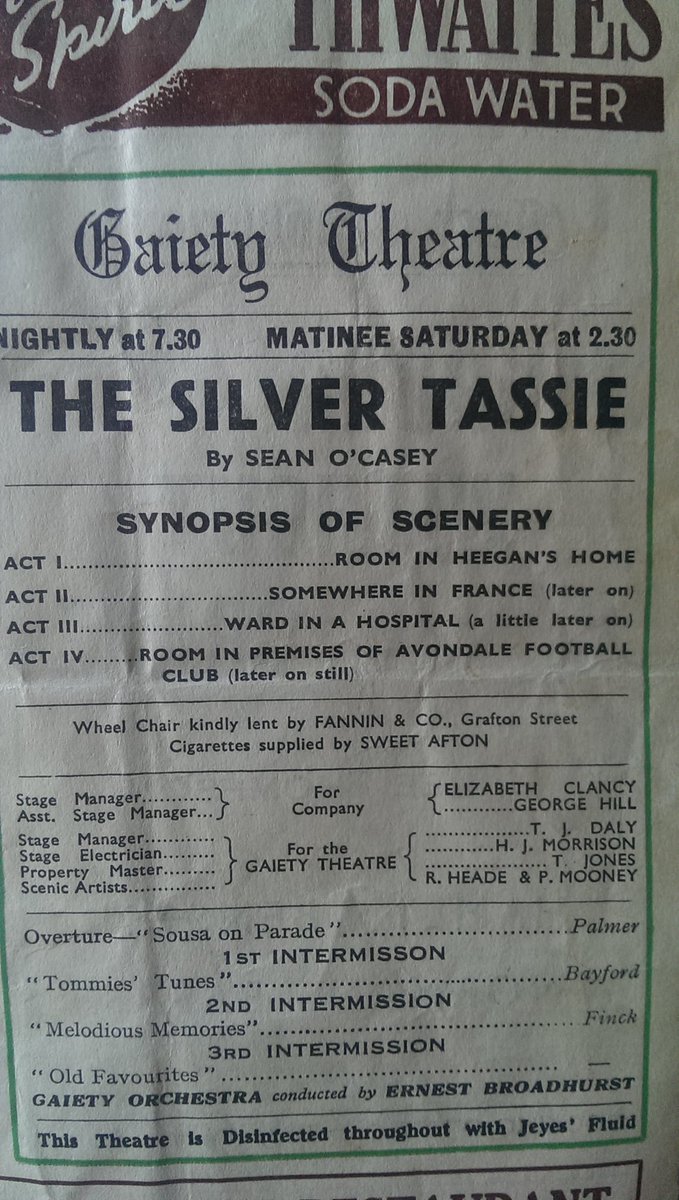 Spirit
THWAITES
SODA WATER
Gaiety Theatre
NIGHTLY at 7.30 MATINEE SATURDAY at 2.30
THE SILVER TASSIE
By SEAN O'CASEY
SYNOPSIS OF SCENERY
ACT I....................................ROOM IN HEEGAN'S HOME
ACT II..........................SOMEWHERE IN FRANCE (later on)
ACT III...................WARD IN A HOSPITAL (a little later on)
ACT IV........ROOM IN PREMISES OF AVONDALE FOOTBALL
CLUB (later on still)
Wheel Chair kindly lent by FANNIN & CO., Grafton Street
Cigarettes supplied by SWEET AFTON
Stage Manager............ } For { ELIZABETH CLANCY
Asst. Stage Manager... } Company { ............GEORGE HILL
Stage Manager............ ..................T. J. DALY
Stage Electrician......... } For the { ............H. J. MORRISON
Property Master......... } GAIETY THEATRE { .....................T. JONES
Scenic Artists............... R. HEADE & P. MOONEY
Overture—"Sousa on Parade"..............................Palmer
1ST INTERMISSON
"Tommies' Tunes"..............................................Bayford
2ND INTERMISSION
"Melodious Memories"..........................................Finck
3RD INTERMISSION
"Old Favourites" .................................................. —
GAIETY ORCHESTRA conducted by ERNEST BROADHURST
This Theatre is Disinfected throughout with Jeyes' Fluid
RESTAURANT